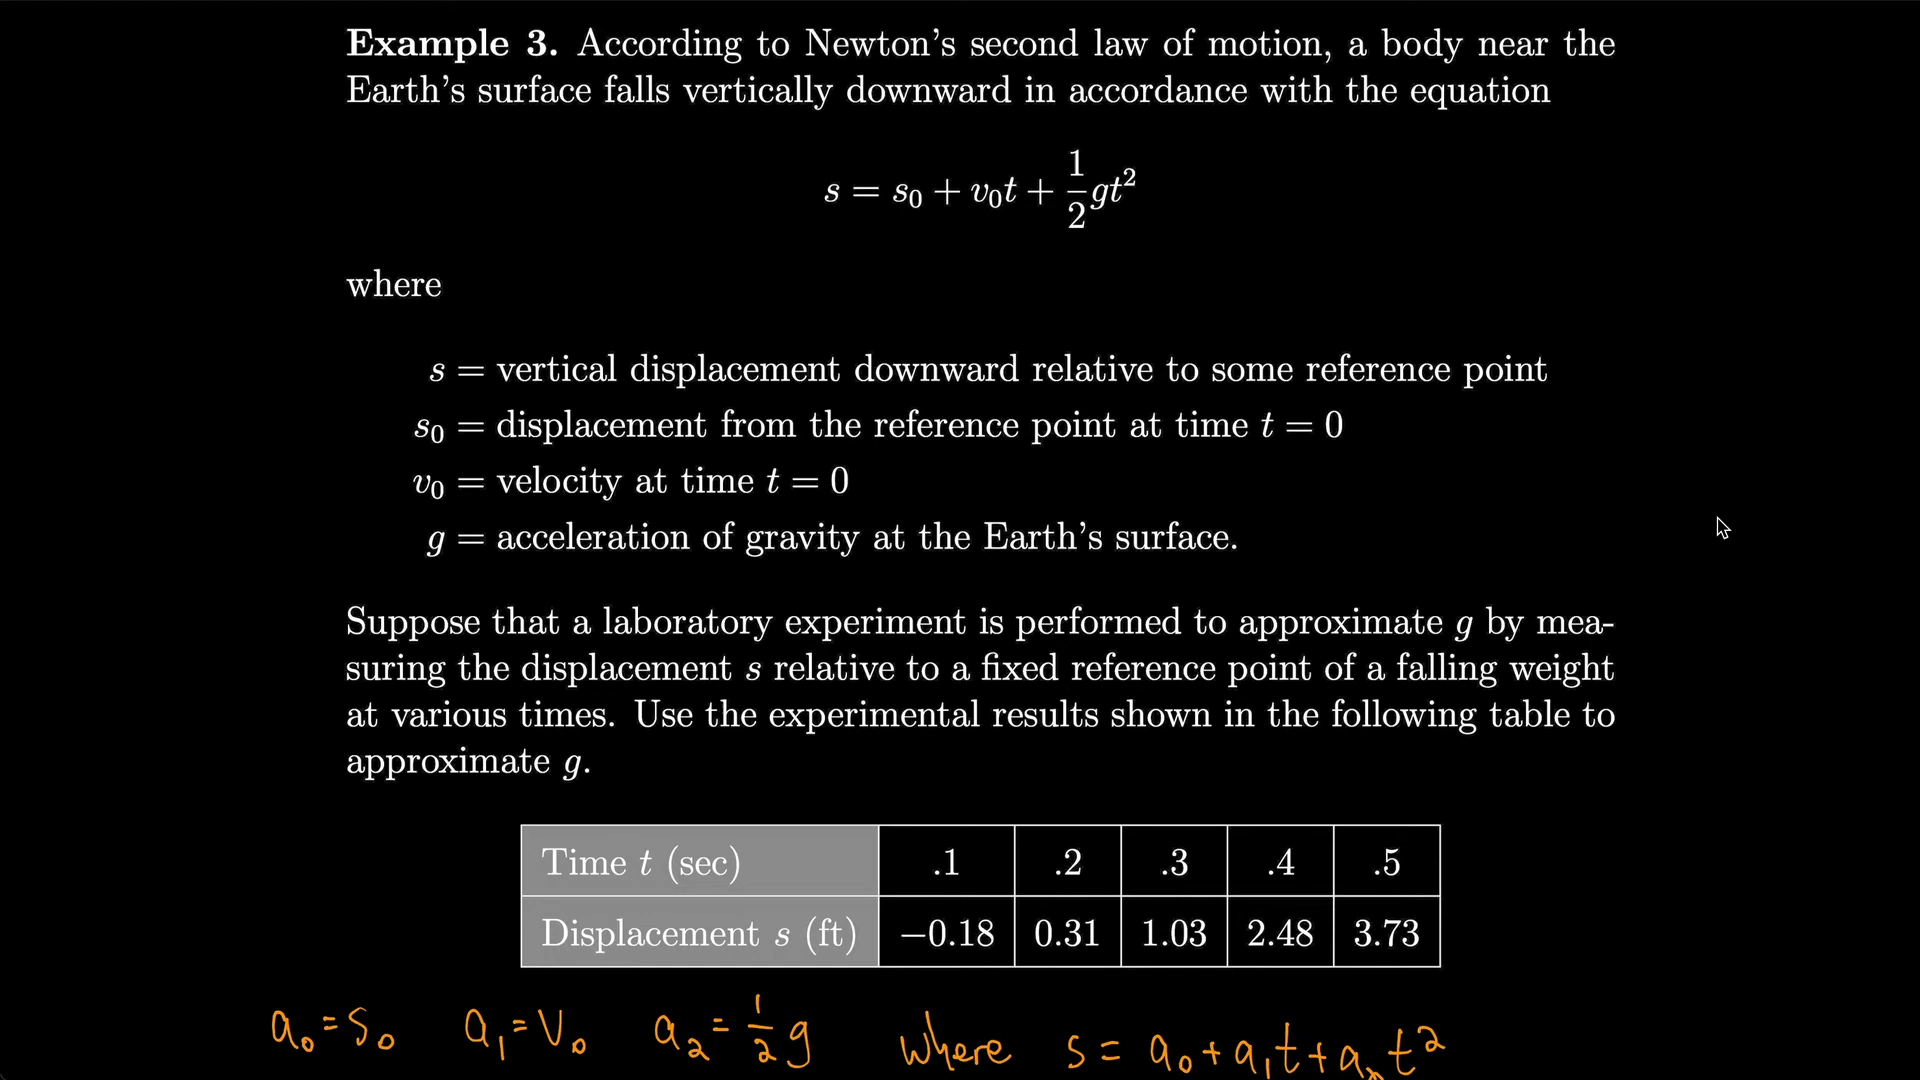 Example 3. According to Newton's second law of motion, a body near the
Earth's surface falls vertically downward in accordance with the equation
s = s₀ + v₀t + 1/2 gt²
where
s = vertical displacement downward relative to some reference point
s₀ = displacement from the reference point at time t = 0
v₀ = velocity at time t = 0
g = acceleration of gravity at the Earth's surface.
Suppose that a laboratory experiment is performed to approximate g by mea-
suring the displacement s relative to a fixed reference point of a falling weight
at various times. Use the experimental results shown in the following table to
approximate g.
Time t (sec) .1 .2 .3 .4 .5
Displacement s (ft) −0.18 0.31 1.03 2.48 3.73
a₀ = s₀ a₁ = v₀ a₂ = 1/2 g where s = a₀ + a₁t + a₂t²